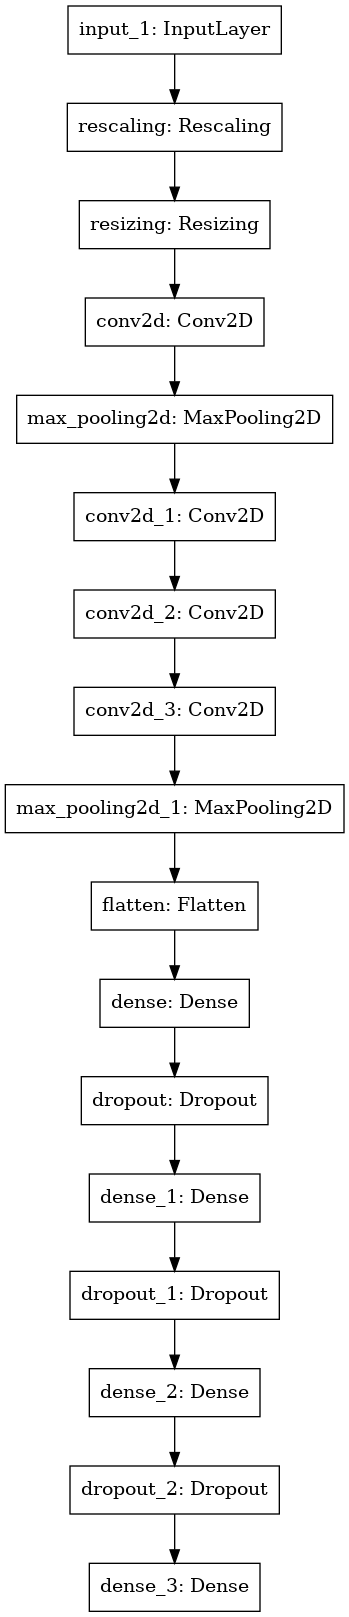 input_1: InputLayer
rescaling: Rescaling
resizing: Resizing
conv2d: Conv2D
max_pooling2d: MaxPooling2D
conv2d_1: Conv2D
conv2d_2: Conv2D
conv2d_3: Conv2D
max_pooling2d_1: MaxPooling2D
flatten: Flatten
dense: Dense
dropout: Dropout
dense_1: Dense
dropout_1: Dropout
dense_2: Dense
dropout_2: Dropout
dense_3: Dense